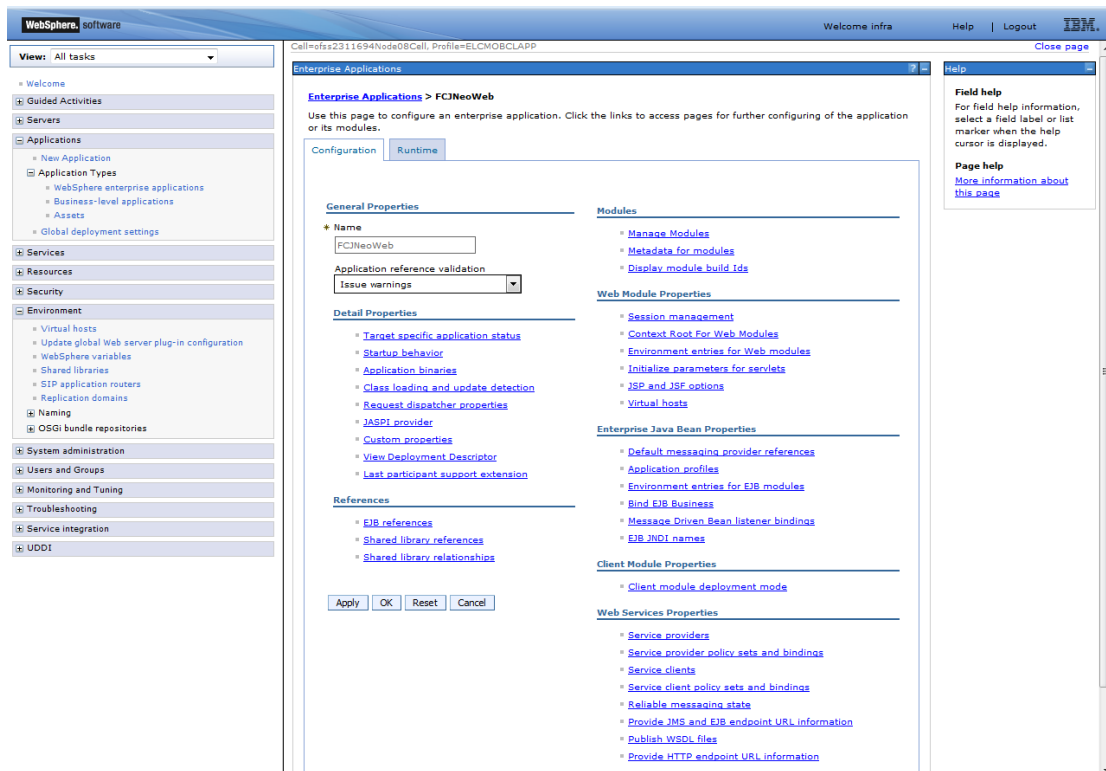 WebSphere. software
Welcome infra
Help | Logout
IBM.
View: All tasks
Welcome
Guided Activities
Servers
Applications
New Application
Application Types
WebSphere enterprise applications
Business-level applications
Assets
Global deployment settings
Services
Resources
Security
Environment
Virtual hosts
Update global Web server plug-in configuration
WebSphere variables
Shared libraries
SIP application routers
Replication domains
Naming
OSGi bundle repositories
System administration
Users and Groups
Monitoring and Tuning
Troubleshooting
Service integration
UDDI
Cell=ofss2311694Node08Cell, Profile=ELCMOBCLAPP
Close page
Enterprise Applications
Enterprise Applications > FCJNeoWeb
Use this page to configure an enterprise application. Click the links to access pages for further configuring of the application
or its modules.
Configuration
Runtime
General Properties
* Name
FCJNeoWeb
Application reference validation
Issue warnings
Detail Properties
Target specific application status
Startup behavior
Application binaries
Class loading and update detection
Request dispatcher properties
JASPI provider
Custom properties
View Deployment Descriptor
Last participant support extension
References
EJB references
Shared library references
Shared library relationships
Apply
OK
Reset
Cancel
Modules
Manage Modules
Metadata for modules
Display module build Ids
Web Module Properties
Session management
Context Root For Web Modules
Environment entries for Web modules
Initialize parameters for servlets
JSP and JSF options
Virtual hosts
Enterprise Java Bean Properties
Default messaging provider references
Application profiles
Environment entries for EJB modules
Bind EJB Business
Message Driven Bean listener bindings
EJB JNDI names
Client Module Properties
Client module deployment mode
Web Services Properties
Service providers
Service provider policy sets and bindings
Service clients
Service client policy sets and bindings
Reliable messaging state
Provide JMS and EJB endpoint URL information
Publish WSDL files
Provide HTTP endpoint URL information
Help
Field help
For field help information,
select a field label or list
marker when the help
cursor is displayed.
Page help
More information about
this page